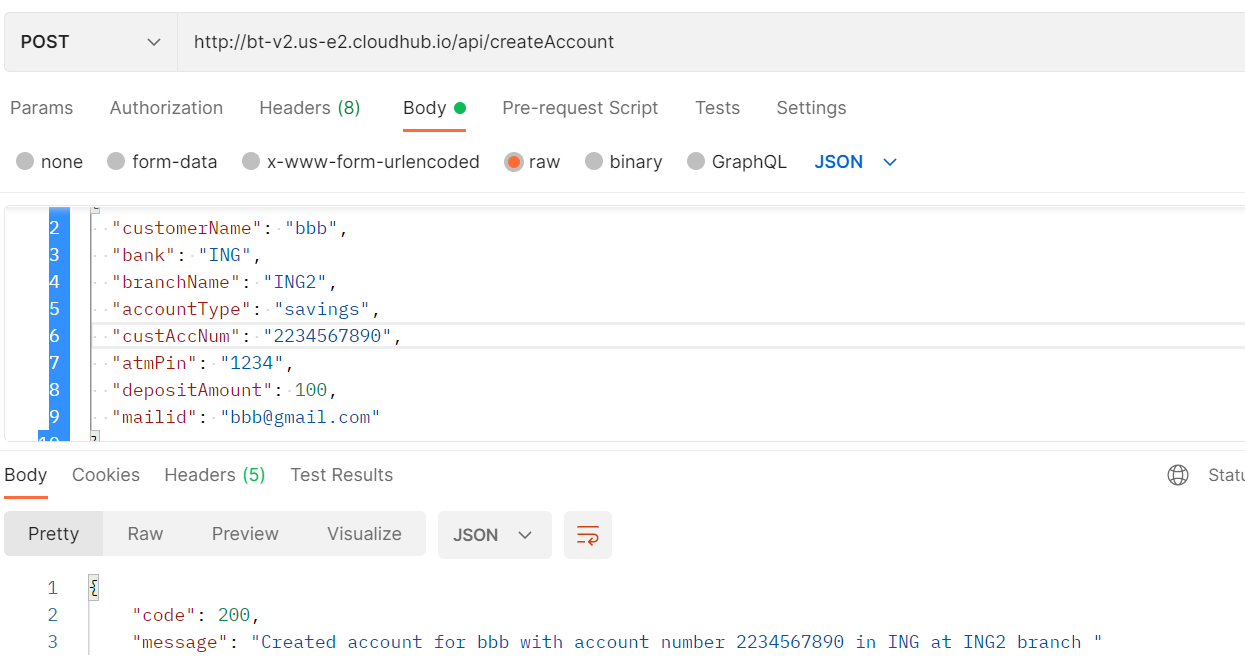 POST http://bt-v2.us-e2.cloudhub.io/api/createAccount
Params Authorization Headers (8) Body Pre-request Script Tests Settings
none form-data x-www-form-urlencoded raw binary GraphQL JSON
2 "customerName": "bbb",
3 "bank": "ING",
4 "branchName": "ING2",
5 "accountType": "savings",
6 "custAccNum": "2234567890",
7 "atmPin": "1234",
8 "depositAmount": 100,
9 "mailid": "bbb@gmail.com"
Body Cookies Headers (5) Test Results
Pretty Raw Preview Visualize JSON
1 {
2 "code": 200,
3 "message": "Created account for bbb with account number 2234567890 in ING at ING2 branch "